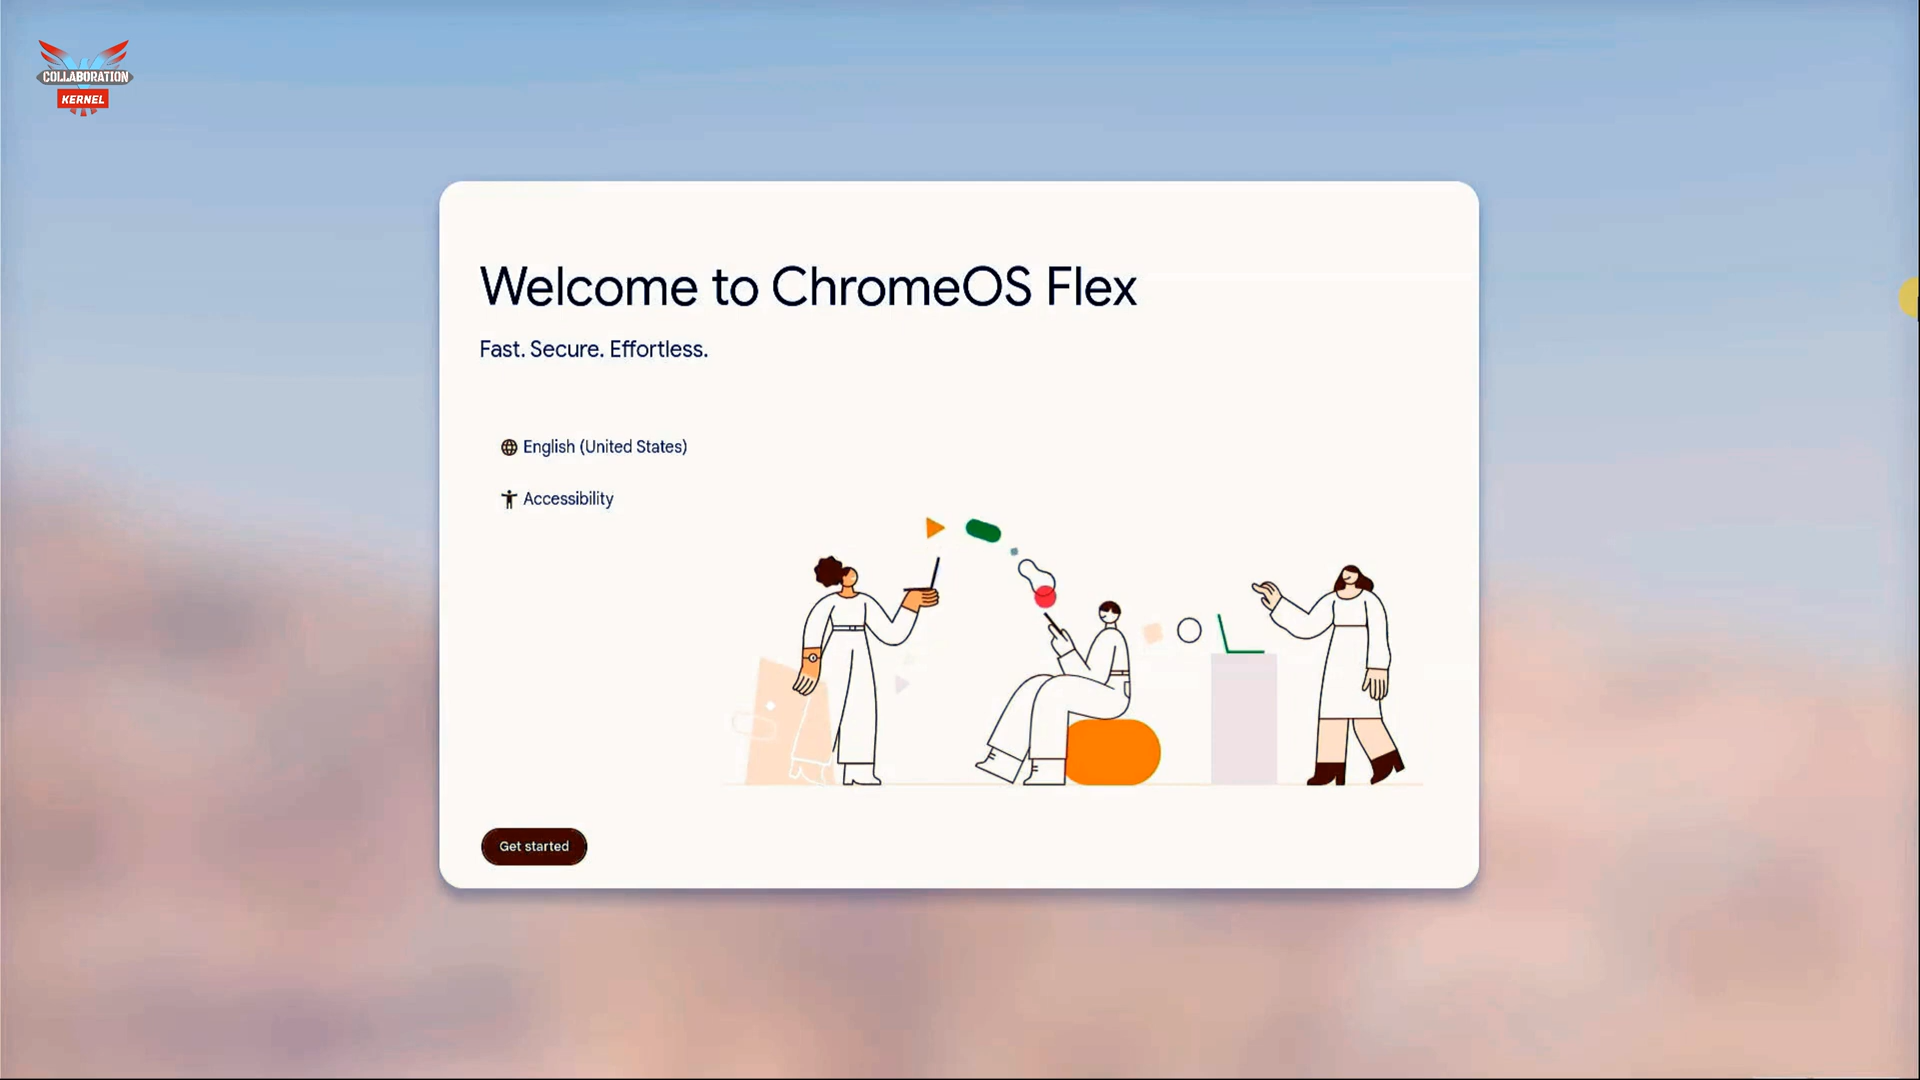 COLLABORATION
KERNEL
Welcome to ChromeOS Flex
Fast. Secure. Effortless.
English (United States)
Accessibility
Get started